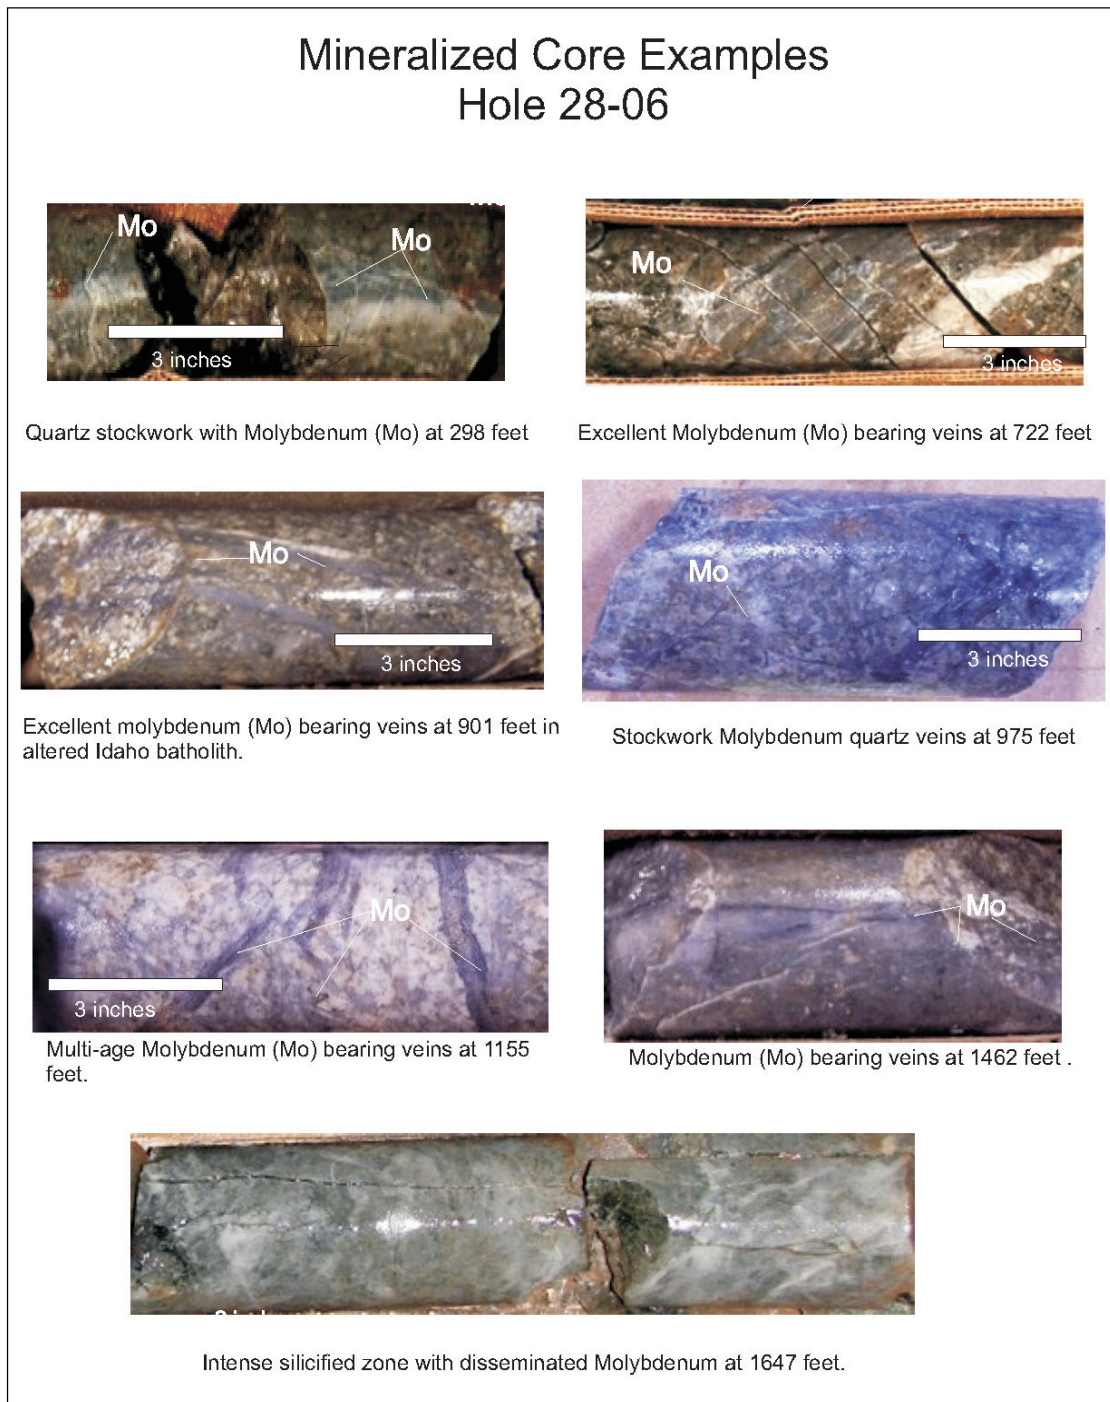 Mineralized Core Examples
Hole 28-06
Mo
Mo
3 inches
Mo
3 inches
Quartz stockwork with Molybdenum (Mo) at 298 feet
Excellent Molybdenum (Mo) bearing veins at 722 feet
Mo
3 inches
Mo
3 inches
Excellent molybdenum (Mo) bearing veins at 901 feet in
altered Idaho batholith.
Stockwork Molybdenum quartz veins at 975 feet
Mo
3 inches
Mo
Multi-age Molybdenum (Mo) bearing veins at 1155
feet.
Molybdenum (Mo) bearing veins at 1462 feet .
Intense silicified zone with disseminated Molybdenum at 1647 feet.